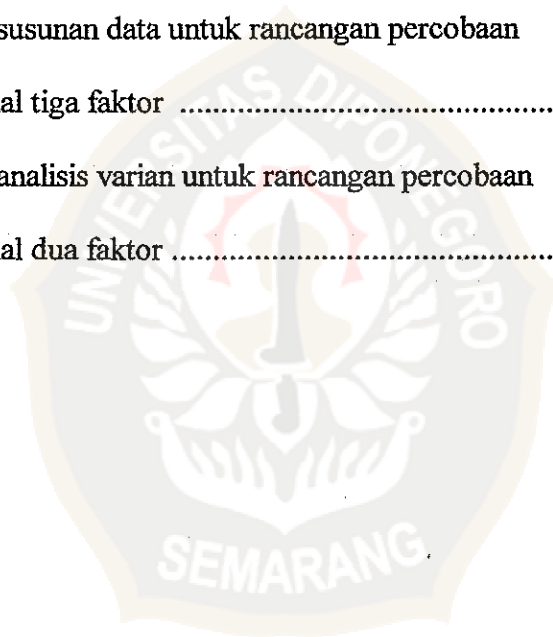 susunan data untuk rancangan percobaan
al tiga faktor ............................................
analisis varian untuk rancangan percobaan
al dua faktor .............................................
UNIVERSITAS DIPONEGORO
SEMARANG